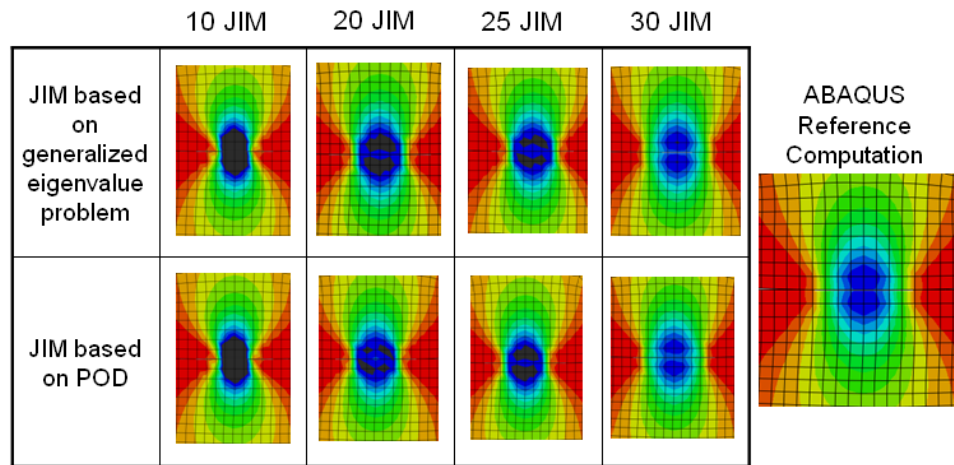 10 JIM
20 JIM
25 JIM
30 JIM
JIM based
on
generalized
eigenvalue
problem
ABAQUS
Reference
Computation
JIM based
on POD